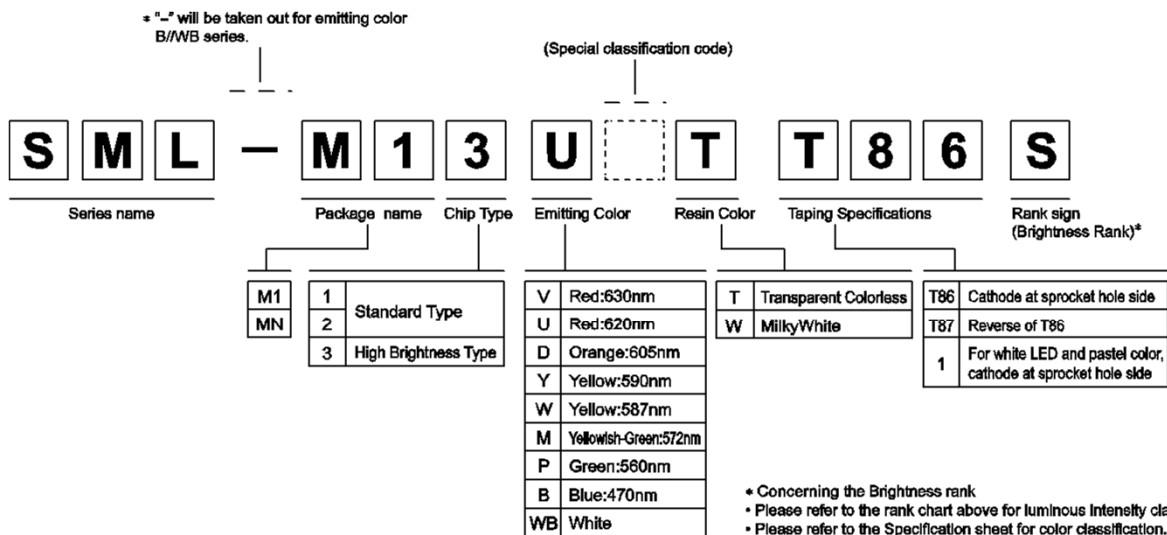 * "–" will be taken out for emitting color
B//WB series.
(Special classification code)
S M L – M 1 3 U T T 8 6 S
Series name Package name Chip Type Emitting Color Resin Color Taping Specifications Rank sign
(Brightness Rank)*
M1
MN
1 Standard Type
2
3 High Brightness Type
V Red:630nm
U Red:620nm
D Orange:605nm
Y Yellow:590nm
W Yellow:587nm
M Yellowish-Green:572nm
P Green:560nm
B Blue:470nm
WB White
T Transparent Colorless
W MilkyWhite
T86 Cathode at sprocket hole side
T87 Reverse of T86
1 For white LED and pastel color,
cathode at sprocket hole side
* Concerning the Brightness rank
• Please refer to the rank chart above for luminous intensity cla
• Please refer to the Specification sheet for color classification.